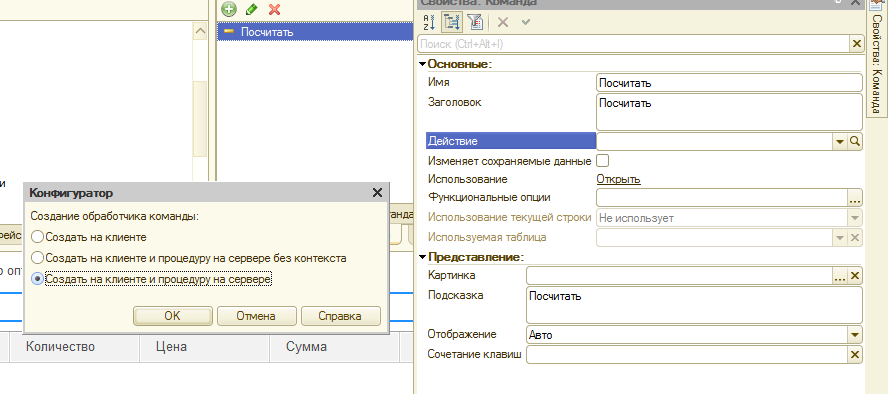 Посчитать
и
Конфигуратор
Создание обработчика команды:
Создать на клиенте
Создать на клиенте и процедуру на сервере без контекста
Создать на клиенте и процедуру на сервере
OK
Отмена
Справка
танда
фейс
о оп
Количество
Цена
Сумма
Свойства: Команда
Поиск (Ctrl+Alt+I)
Основные:
Имя
Посчитать
Заголовок
Посчитать
Действие
Изменяет сохраняемые данные
Использование
Открыть
Функциональные опции
...
Использование текущей строки
Не использует
Используемая таблица
Представление:
Картинка
...
Подсказка
Посчитать
Отображение
Авто
Сочетание клавиш
Свойства: Команда